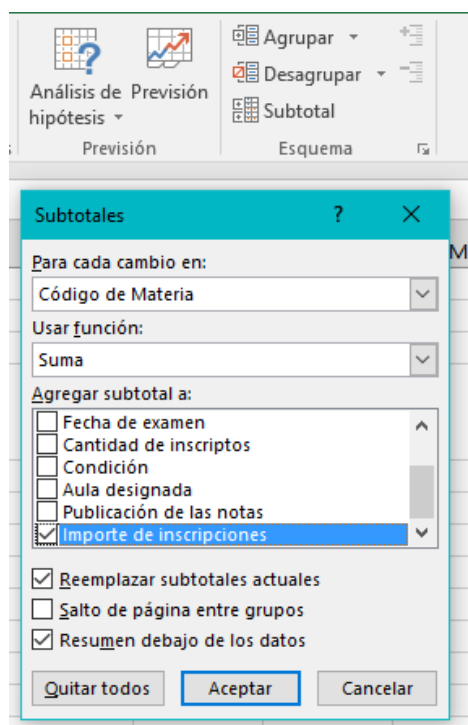 Análisis de hipótesis
Previsión
Previsión
Agrupar
Desagrupar
Subtotal
Esquema
Subtotales ?
M
Para cada cambio en:
Código de Materia
Usar función:
Suma
Agregar subtotal a:
Fecha de examen
Cantidad de inscriptos
Condición
Aula designada
Publicación de las notas
Importe de inscripciones
Reemplazar subtotales actuales
Salto de página entre grupos
Resumen debajo de los datos
Quitar todos
Aceptar
Cancelar